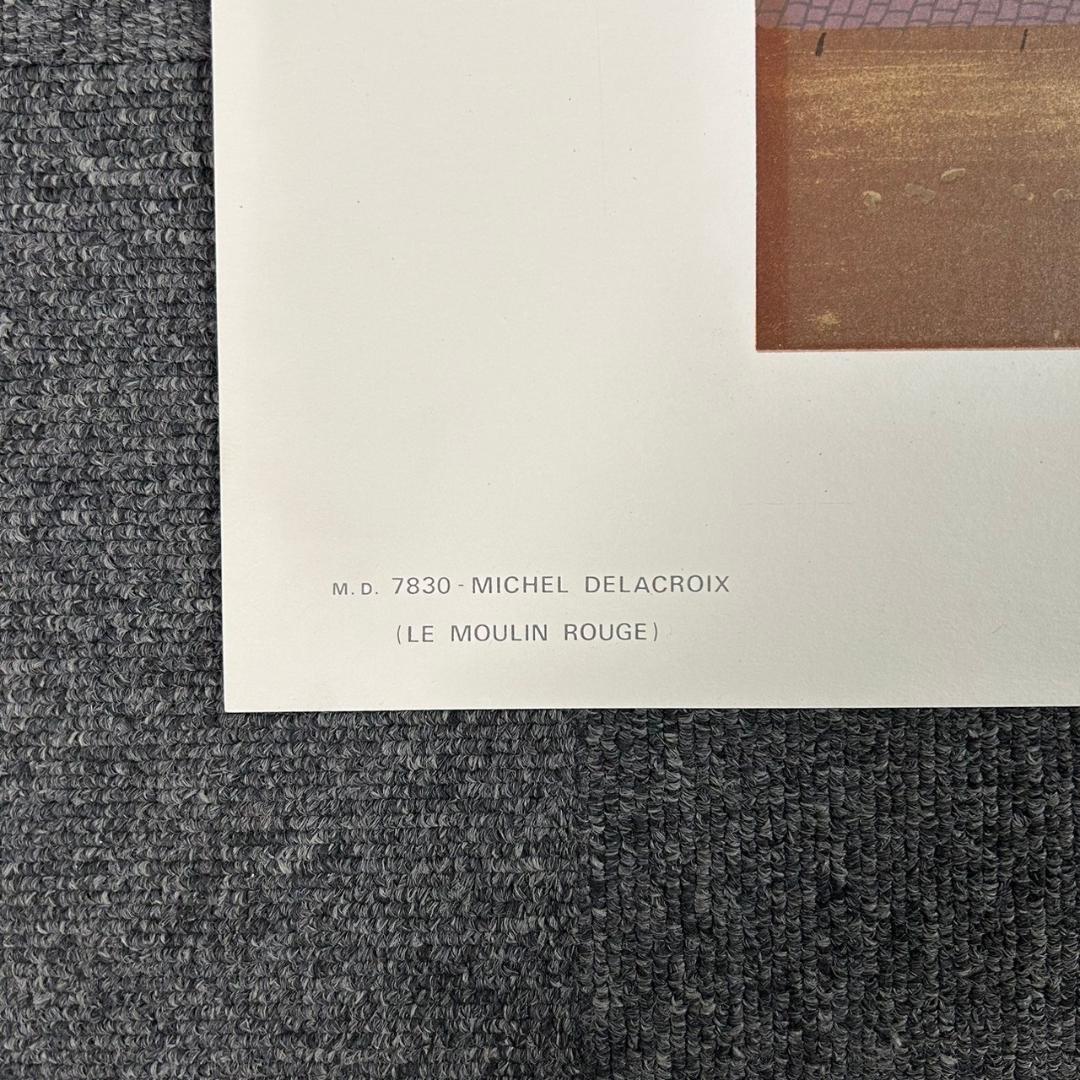 M. D. 7830 - MICHEL DELACROIX
(LE MOULIN ROUGE)